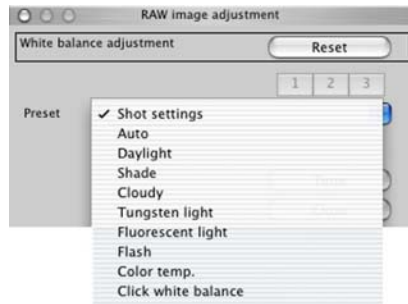 RAW image adjustment
White balance adjustment Reset
1 2 3
Preset ✓ Shot settings
Auto
Daylight
Shade
Cloudy
Tungsten light
Fluorescent light
Flash
Color temp.
Click white balance